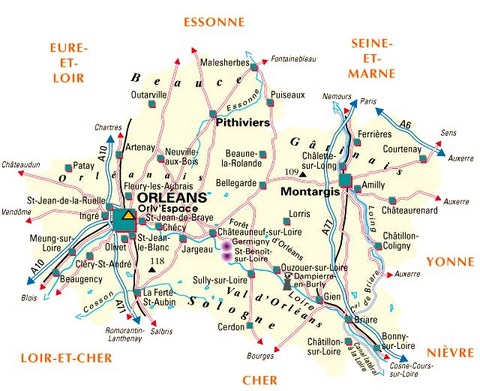 ESSONNE
EURE-
ET-
LOIR
SEINE-
ET-
MARNE
Malesherbes
Fontainebleau
Beauce
Outarville
Essonne
Puiseaux
Nemours
Paris
Pithiviers
A6
Chartres
A10
Artenay
Neuville-
aux-Bois
Beaune-
la-Rolande
Gâtinais
Ferrières
Sens
Châlette-
sur-Loing
Courtenay
Auxerre
Châteaudun
Patay
Orléanais
109
Fleury-les-Aubrais
Bellegarde
Montargis
Amilly
St-Jean-de-la-Ruelle
ORLÉANS
Orly Espace
Châteaurenard
Auxerre
Vendôme
Ingré
St-Jean-de-Braye
Chécy
Lorris
Loing
Forêt
d'Orléans
Châteauneuf-sur-Loire
A77
Meung-
sur-Loire
Olivet
St-Jean-
le-Blanc
Jargeau
Germigny
St-Benoît-
sur-Loire
Châtillon-
Coligny
YONNE
A10
Cléry-St-André
118
Ouzouer-sur-Loire
Dampierre-
en-Burly
Auxerre
Beaugency
Sully-sur-Loire
Val d'Orléans
Loire
Gien
al de Briare
Blois
Cosson
La Ferté
St-Aubin
Sologne
Briare
A71
Cerdon
Romorantin-
Lanthenay
Salbris
Châtillon-
sur-Loire
Canal latéral
à la Loire
Bonny-
sur-Loire
NIÈVRE
LOIR-ET-CHER
Bourges
Cosne-Cours-
sur-Loire
CHER